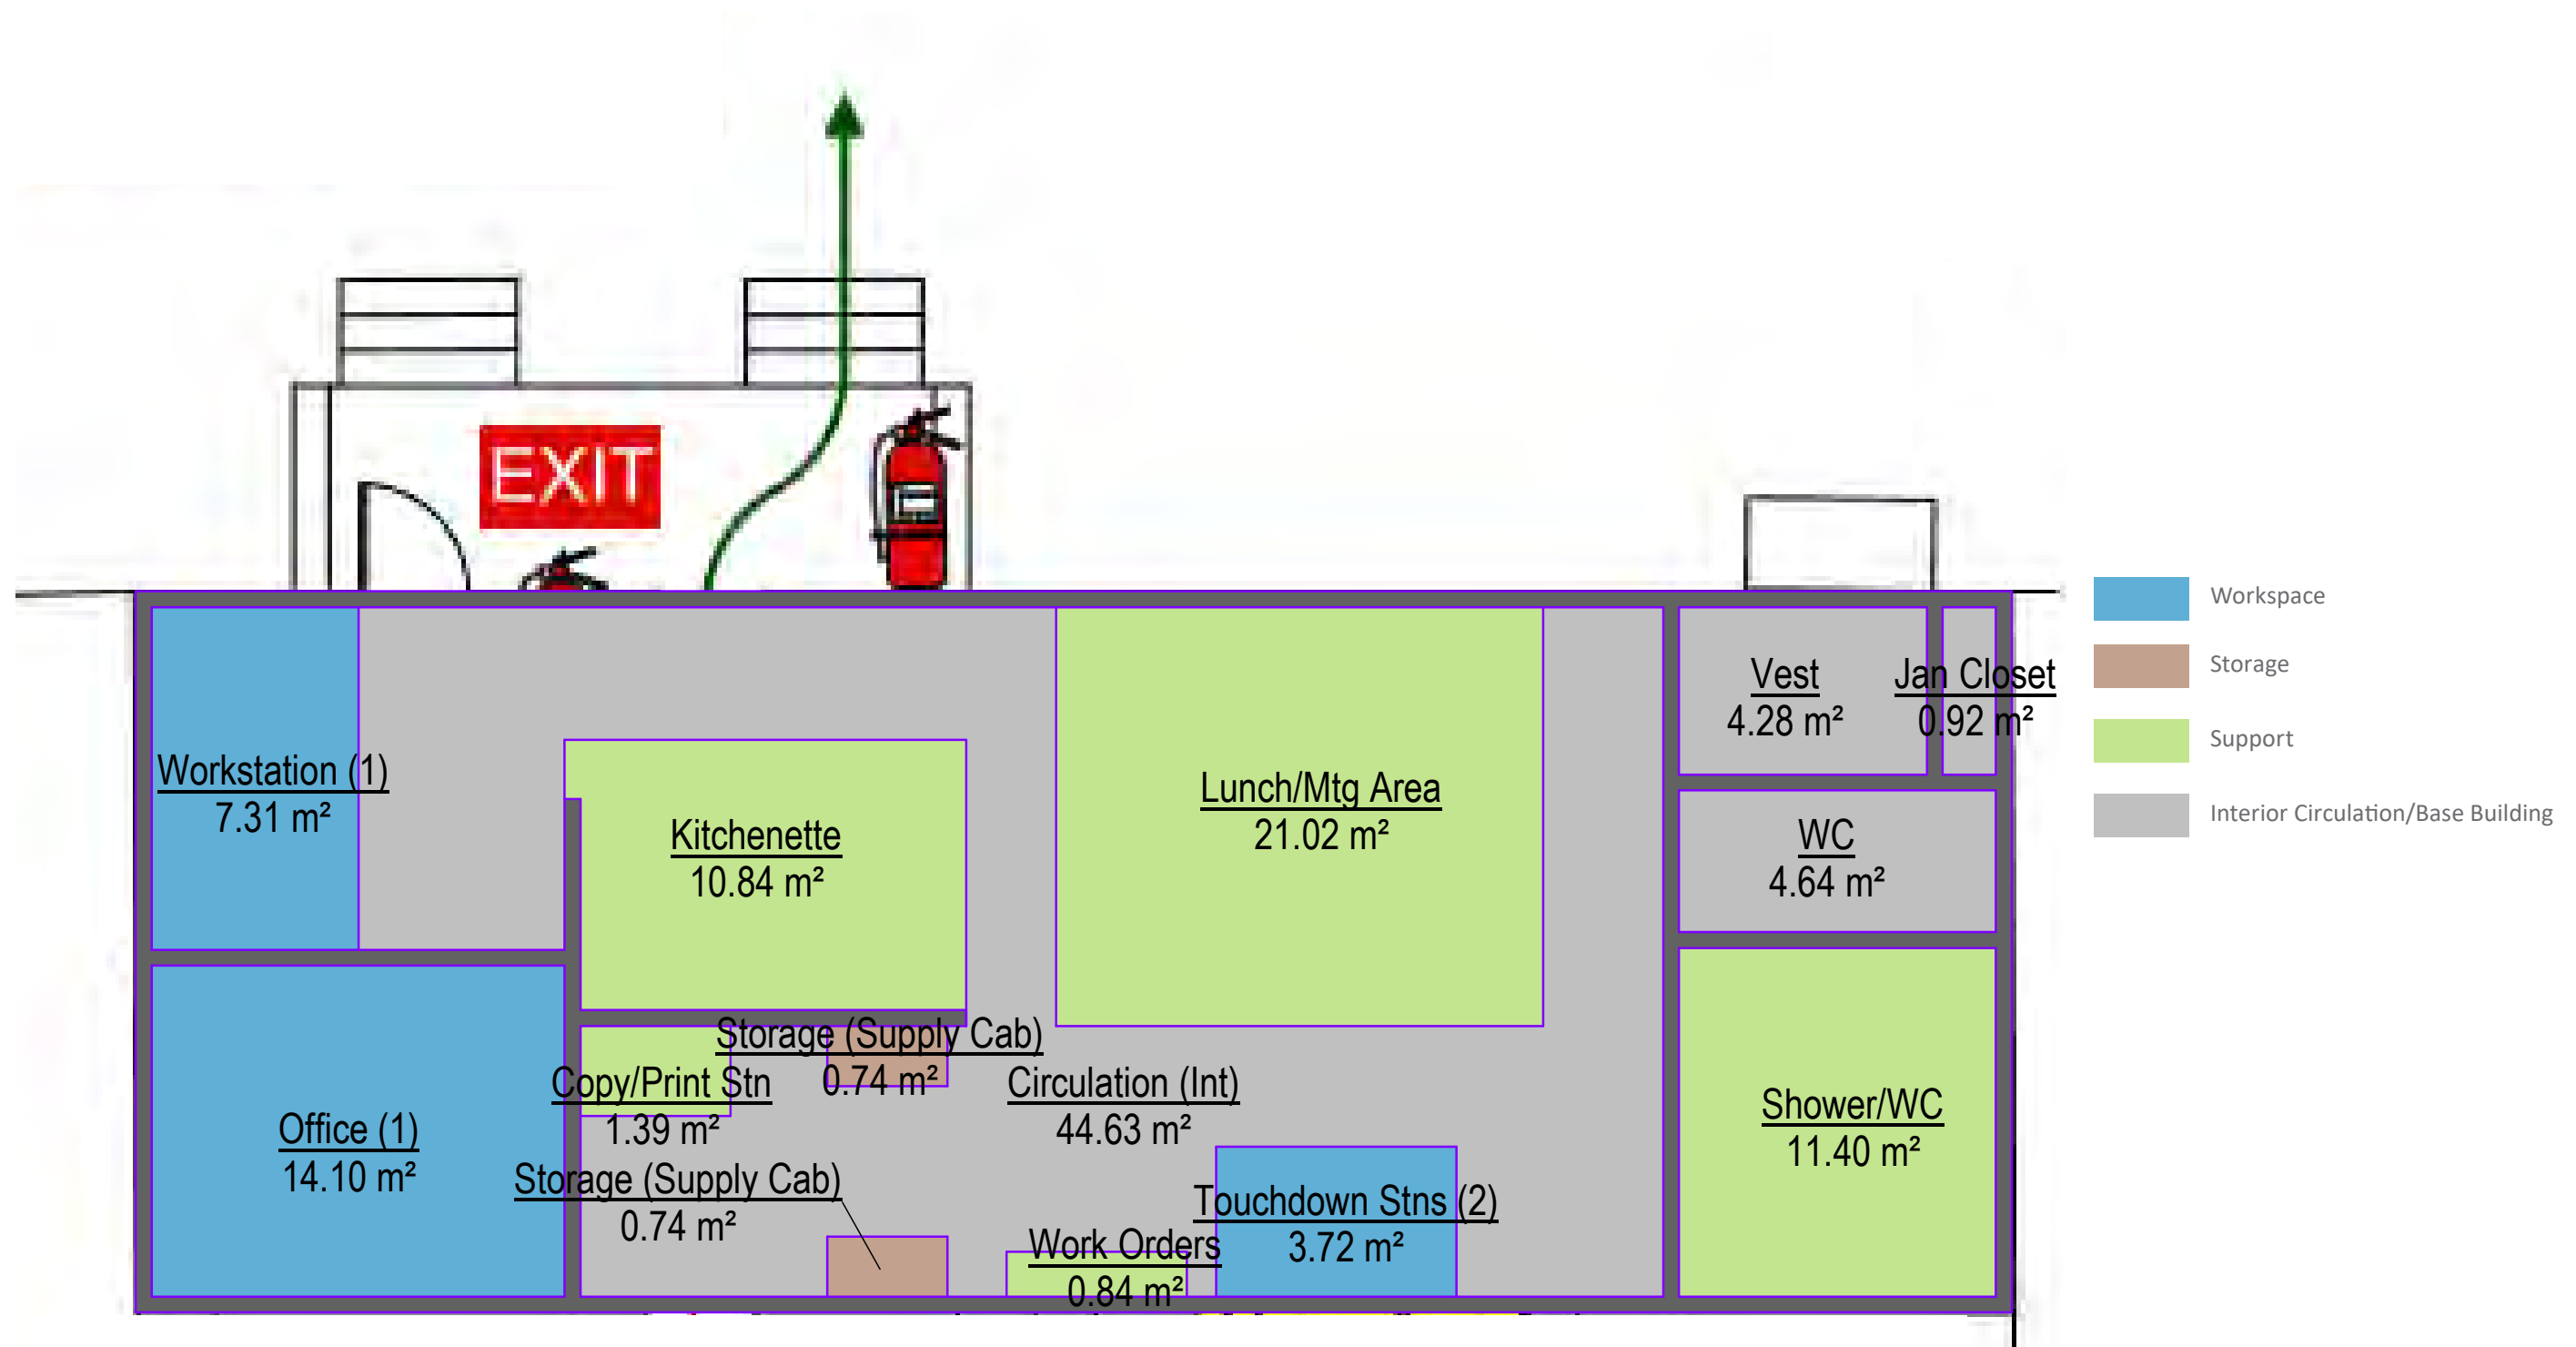 EXIT
Workspace
Storage
Support
Interior Circulation/Base Building
Workstation (1)
7.31 m²
Kitchenette
10.84 m²
Lunch/Mtg Area
21.02 m²
Vest
4.28 m²
Jan Closet
0.92 m²
WC
4.64 m²
Office (1)
14.10 m²
Copy/Print Stn
1.39 m²
Storage (Supply Cab)
0.74 m²
Circulation (Int)
44.63 m²
Storage (Supply Cab)
0.74 m²
Work Orders
0.84 m²
Touchdown Stns (2)
3.72 m²
Shower/WC
11.40 m²